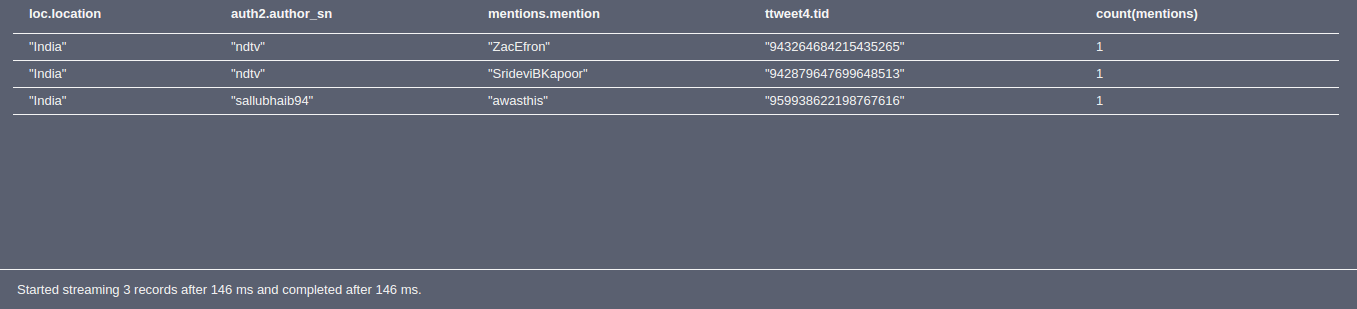 loc.location auth2.author_sn mentions.mention ttweet4.tid count(mentions)
"India" "ndtv" "ZacEfron" "943264684215435265" 1
"India" "ndtv" "SrideviBKapoor" "942879647699648513" 1
"India" "sallubhaib94" "awasthis" "959938622198767616" 1
Started streaming 3 records after 146 ms and completed after 146 ms.